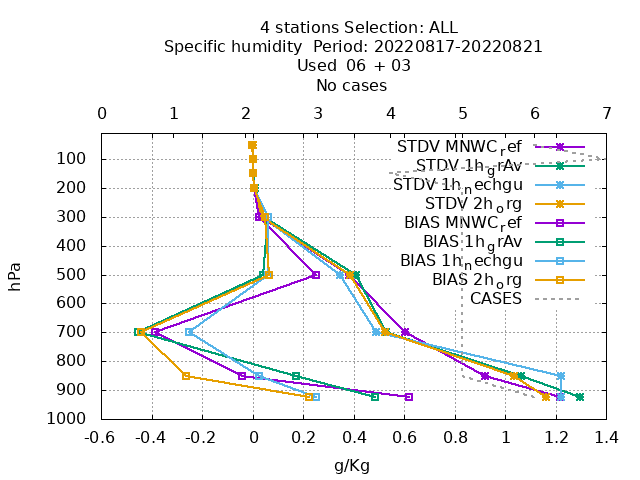 4 stations Selection: ALL
Specific humidity  Period: 20220817-20220821
Used  06 + 03
No cases
0 1 2 3 4 5 6 7
STDV MNWC_ref
STDV 1h_grAv
STDV 1h_nechgu
STDV 2h_org
BIAS MNWC_ref
BIAS 1h_grAv
BIAS 1h_nechgu
BIAS 2h_org
CASES
hPa
100
200
300
400
500
600
700
800
900
1000
-0.6 -0.4 -0.2 0 0.2 0.4 0.6 0.8 1 1.2 1.4
g/Kg